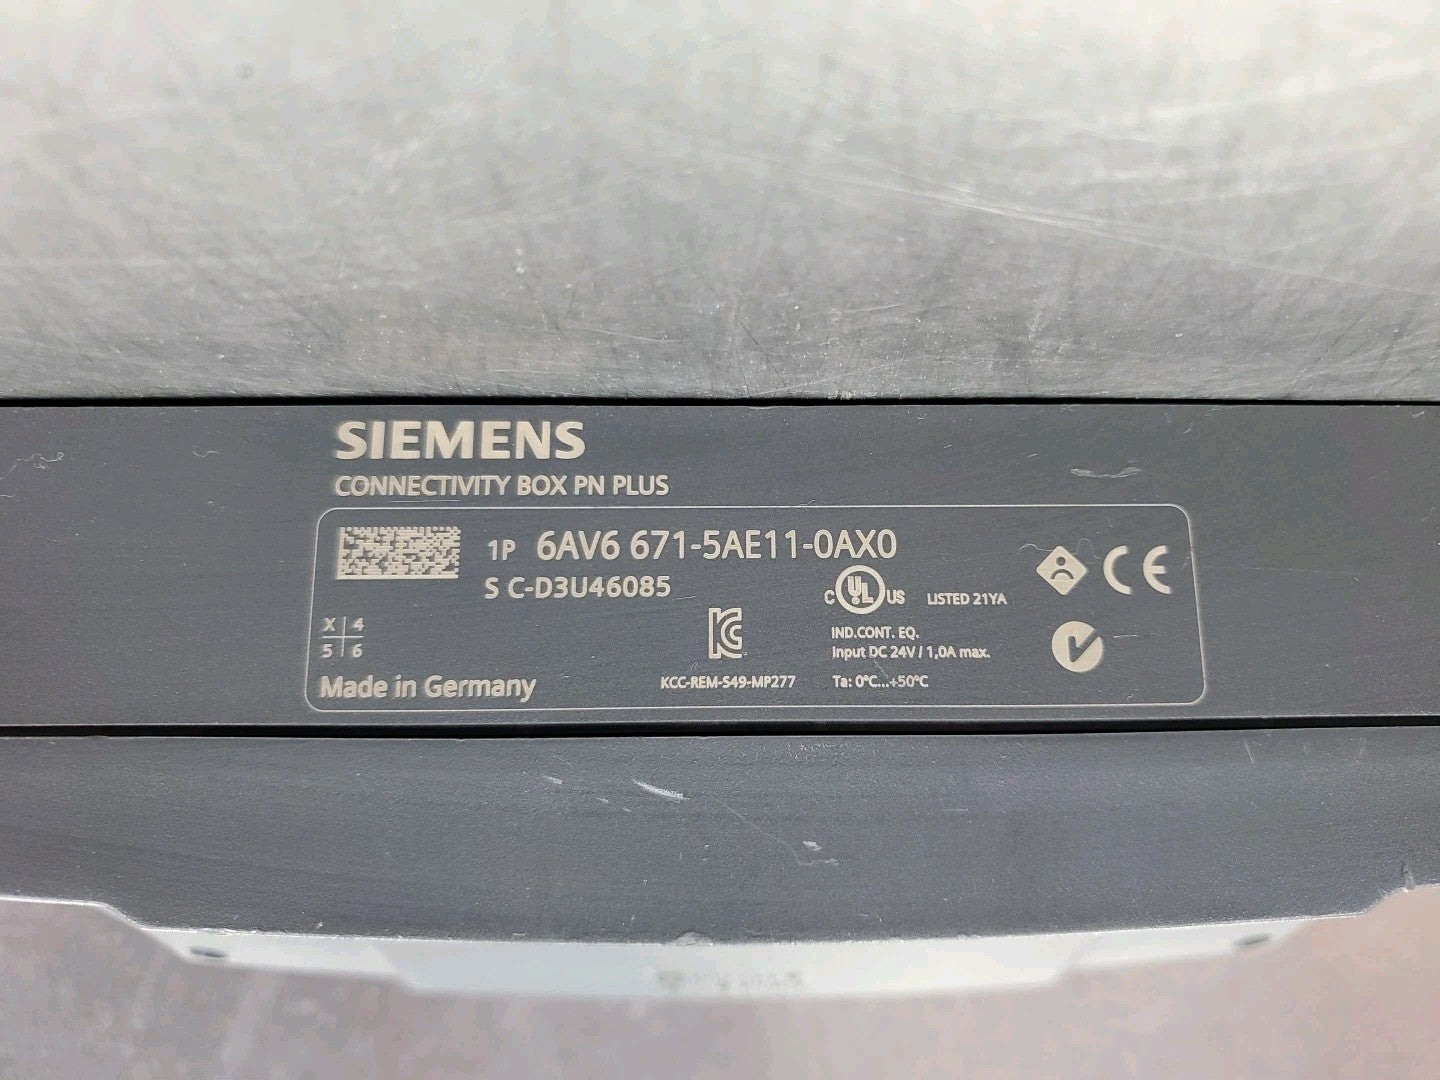 SIEMENS
CONNECTIVITY BOX PN PLUS
1P 6AV6 671-5AE11-0AX0
S C-D3U46085
C UL US LISTED 21YA
X 4
5 6
IND.CONT. EQ.
Input DC 24V / 1,0A max.
Made in Germany
KCC-REM-S49-MP277
Ta: 0°C...+50°C
CE